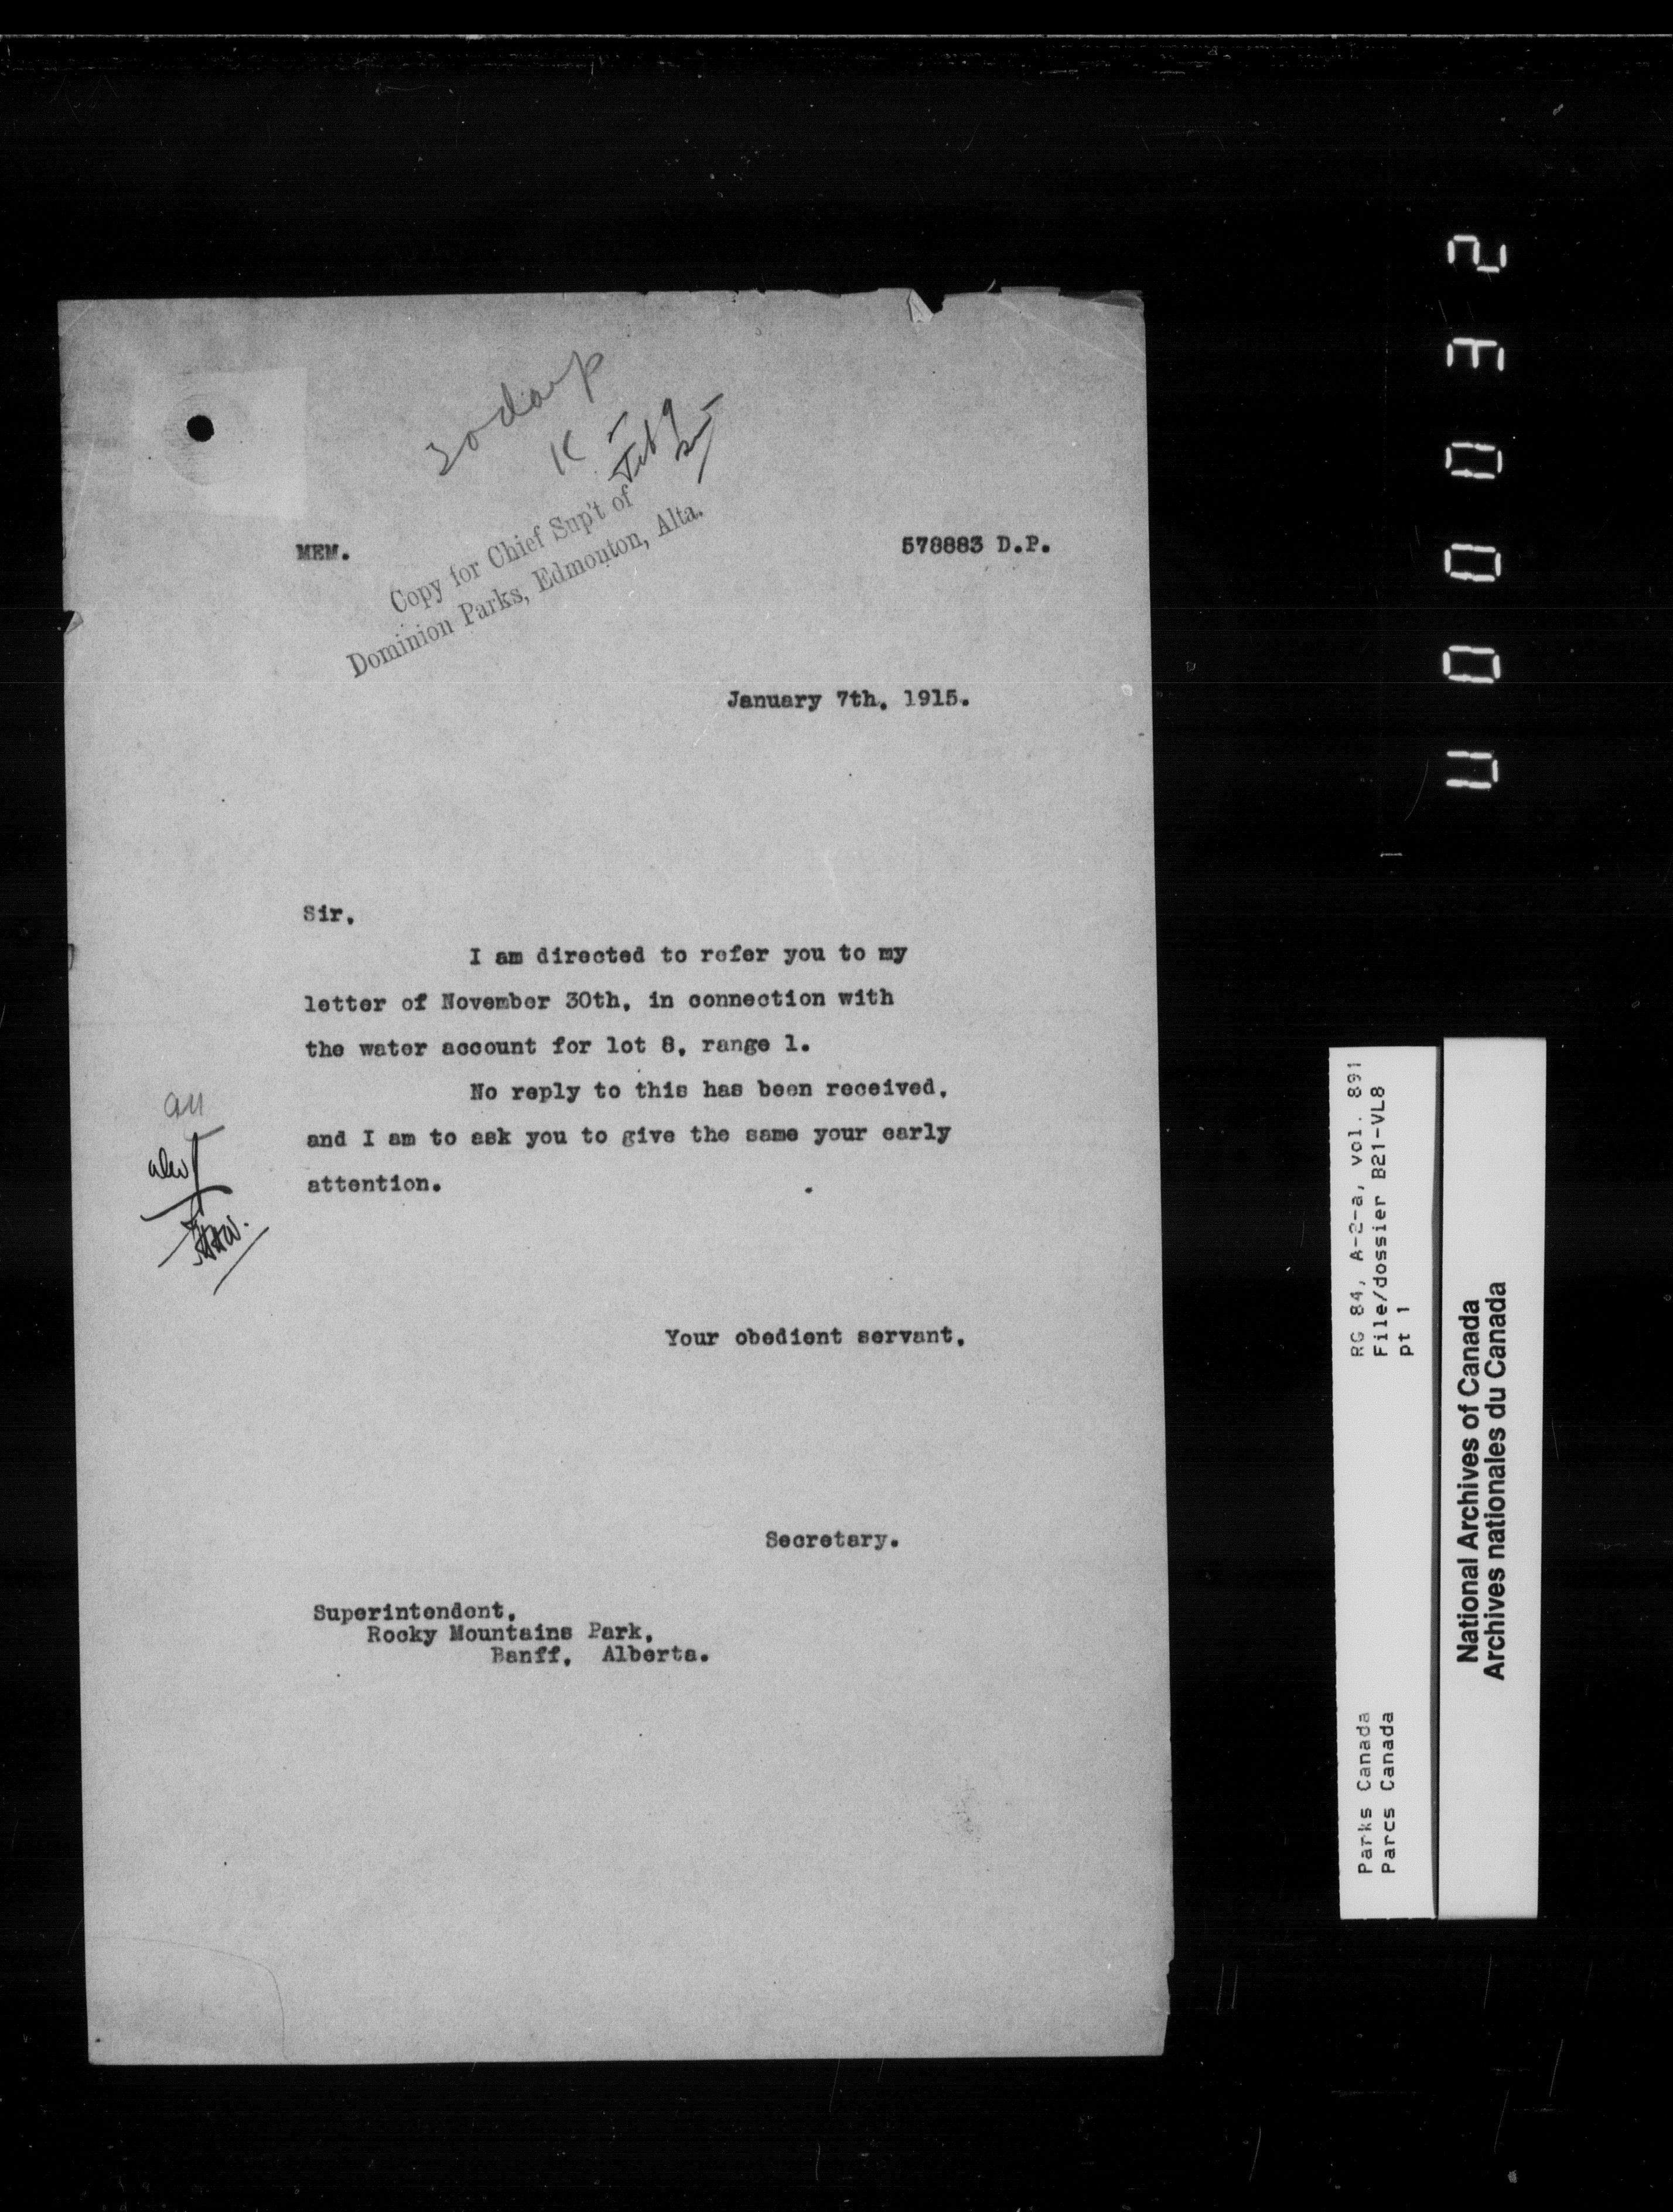 30 days
K
Feb 9
Copy for Chief Sup't of
Dominion Parks, Edmonton, Alta.
MEM.
578883 D.P.
January 7th, 1915.
Sir,
I am directed to refer you to my
letter of November 30th, in connection with
the water account for lot 8, range 1.
No reply to this has been received,
and I am to ask you to give the same your early
attention.
Your obedient servant,
Secretary.
Superintendent,
Rocky Mountains Park,
Banff, Alberta.
RG 84, A-2-a, vol. 891
File/dossier B21-VL8
pt 1
Parks Canada
Parcs Canada
National Archives of Canada
Archives nationales du Canada